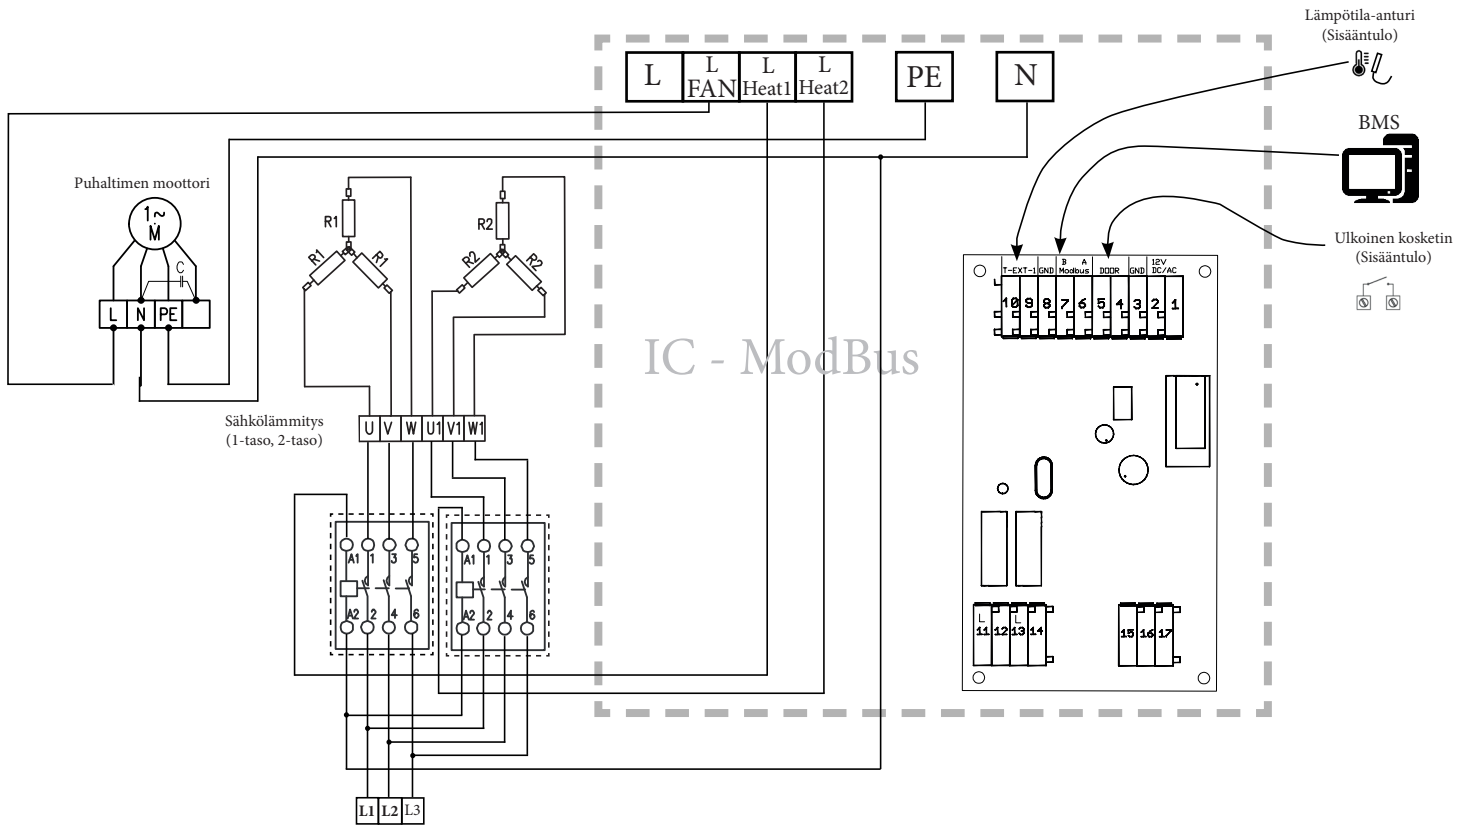 Lämpötila-anturi
(Sisääntulo)
L
L
FAN
L
Heat1
L
Heat2
PE
N
BMS
Puhaltimen moottori
1~
M
C
L N PE
R1
R1
R1
R2
R2
R2
Ulkoinen kosketin
(Sisääntulo)
B A
12V
T-EXT-1 GND Modbus DOOR GND DC/AC
L
10 9 8 7 6 5 4 3 2 1
IC - ModBus
Sähkölämmitys
(1-taso, 2-taso)
U V W U1 V1 W1
A1 1 3 5
A2 2 4 6
A1 1 3 5
A2 2 4 6
L L
11 12 13 14
15 16 17
L1 L2 L3